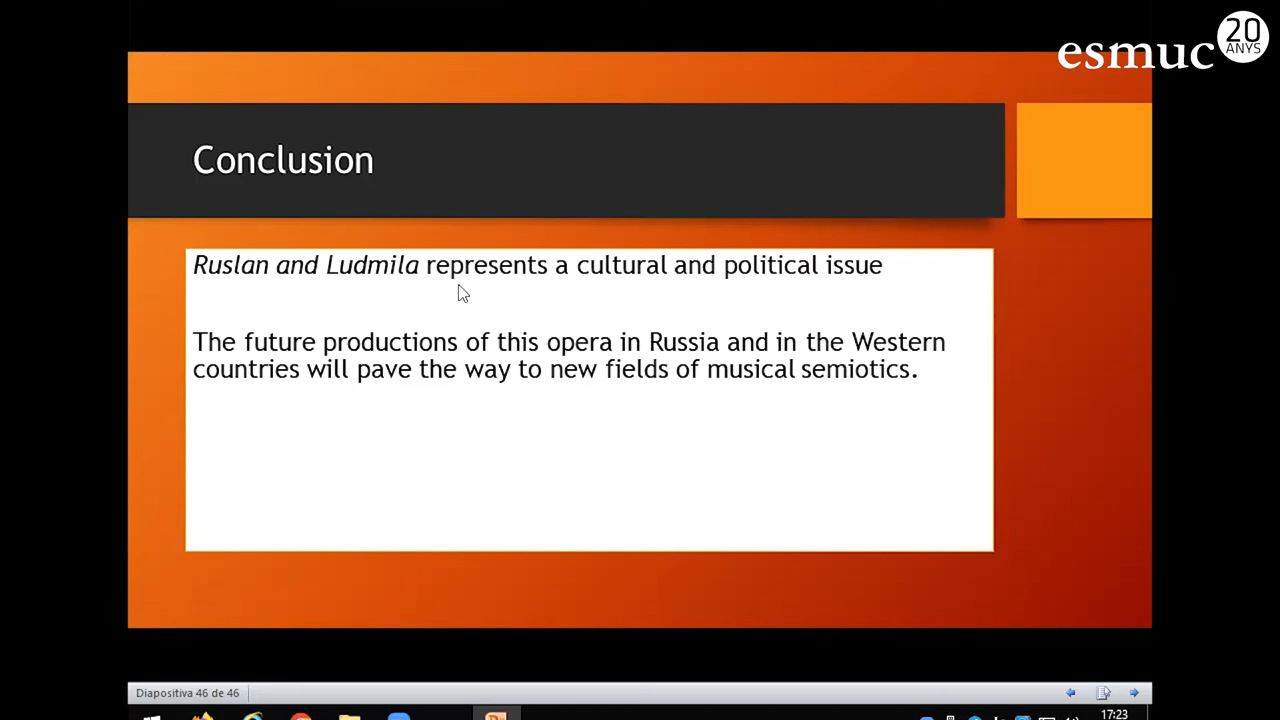 20
ANYS
esmuc
Conclusion
Ruslan and Ludmila represents a cultural and political issue
The future productions of this opera in Russia and in the Western
countries will pave the way to new fields of musical semiotics.
Diapositiva 46 de 46
17:23